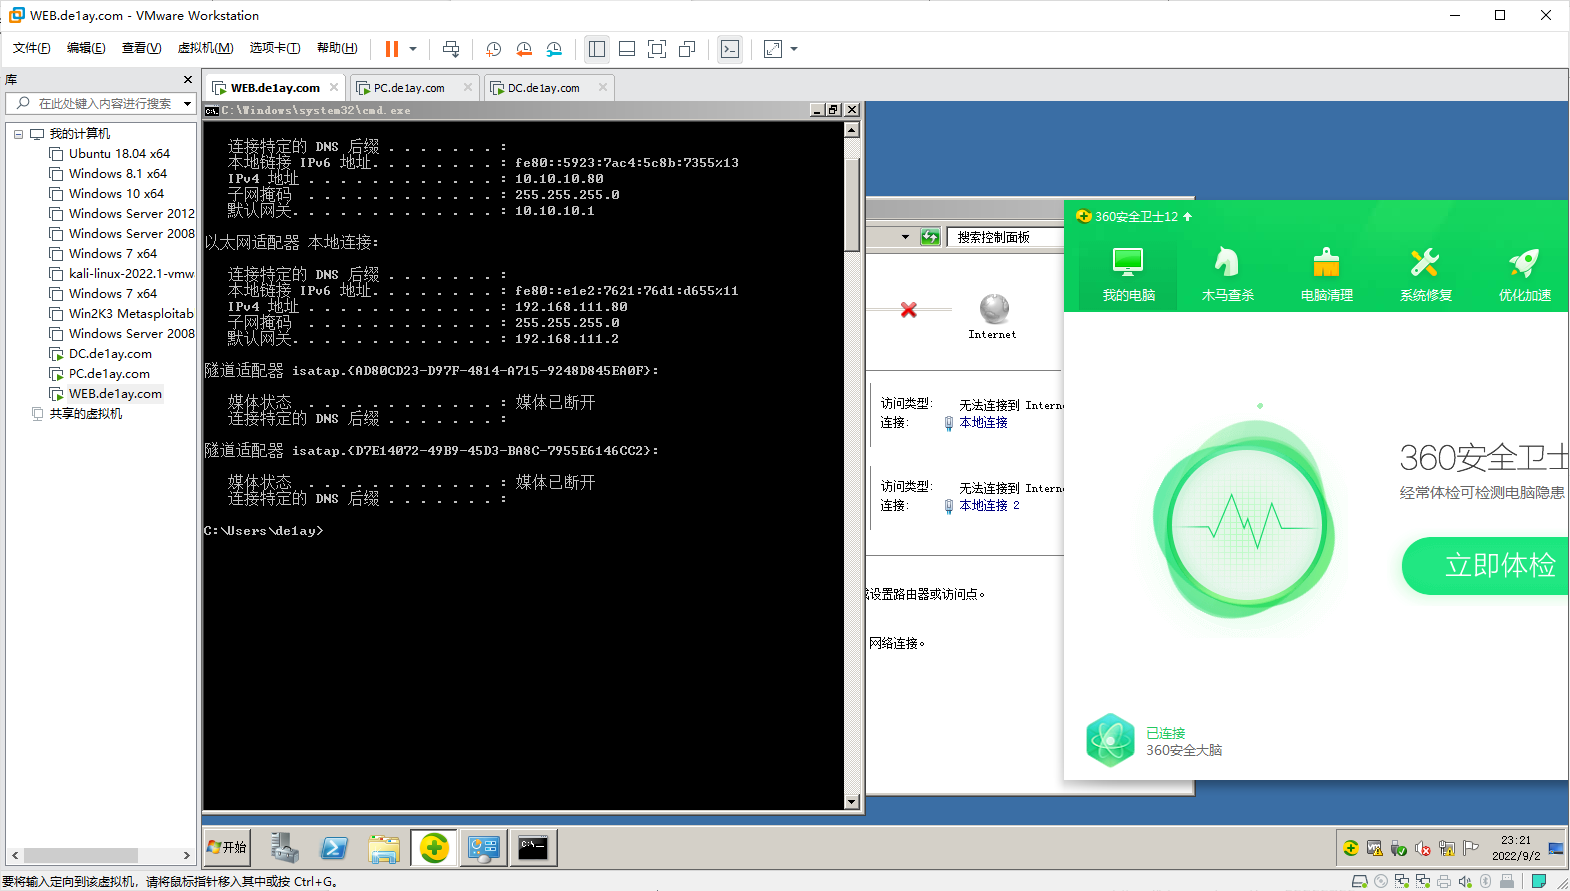 WEB.de1ay.com - VMware Workstation
文件(F) 编辑(E) 查看(V) 虚拟机(M) 选项卡(T) 帮助(H)
库
在此处键入内容进行搜索
我的计算机
Ubuntu 18.04 x64
Windows 8.1 x64
Windows 10 x64
Windows Server 2012
Windows Server 2008
Windows 7 x64
kali-linux-2022.1-vmw
Windows 7 x64
Win2K3 Metasploitab
Windows Server 2008
DC.de1ay.com
PC.de1ay.com
WEB.de1ay.com
共享的虚拟机
WEB.de1ay.com PC.de1ay.com DC.de1ay.com
C:\Windows\system32\cmd.exe
连接特定的 DNS 后缀 . . . . . . . :
本地链接 IPv6 地址. . . . . . . . : fe80::5923:7ac4:5c8b:7355%13
IPv4 地址 . . . . . . . . . . . . : 10.10.10.80
子网掩码 . . . . . . . . . . . . : 255.255.255.0
默认网关. . . . . . . . . . . . . : 10.10.10.1
以太网适配器 本地连接:
连接特定的 DNS 后缀 . . . . . . . :
本地链接 IPv6 地址. . . . . . . . : fe80::e1e2:7621:76d1:d655%11
IPv4 地址 . . . . . . . . . . . . : 192.168.111.80
子网掩码 . . . . . . . . . . . . : 255.255.255.0
默认网关. . . . . . . . . . . . . : 192.168.111.2
隧道适配器 isatap.{AD80CD23-D97F-4814-A715-9248D845EA0F}:
媒体状态 . . . . . . . . . . . . : 媒体已断开
连接特定的 DNS 后缀 . . . . . . . :
隧道适配器 isatap.{D7E14072-49B9-45D3-BA8C-7955E6146CC2}:
媒体状态 . . . . . . . . . . . . : 媒体已断开
连接特定的 DNS 后缀 . . . . . . . :
C:\Users\de1ay>
搜索控制面板
Internet
访问类型: 无法连接到 Intern
连接: 本地连接
访问类型: 无法连接到 Intern
连接: 本地连接 2
设置路由器或访问点。
网络连接。
360安全卫士12
我的电脑 木马查杀 电脑清理 系统修复 优化加速
360安全卫士
经常体检可检测电脑隐患
立即体检
已连接
360安全大脑
开始
23:21
2022/9/2
要将输入定向到该虚拟机，请将鼠标指针移入其中或按 Ctrl+G。